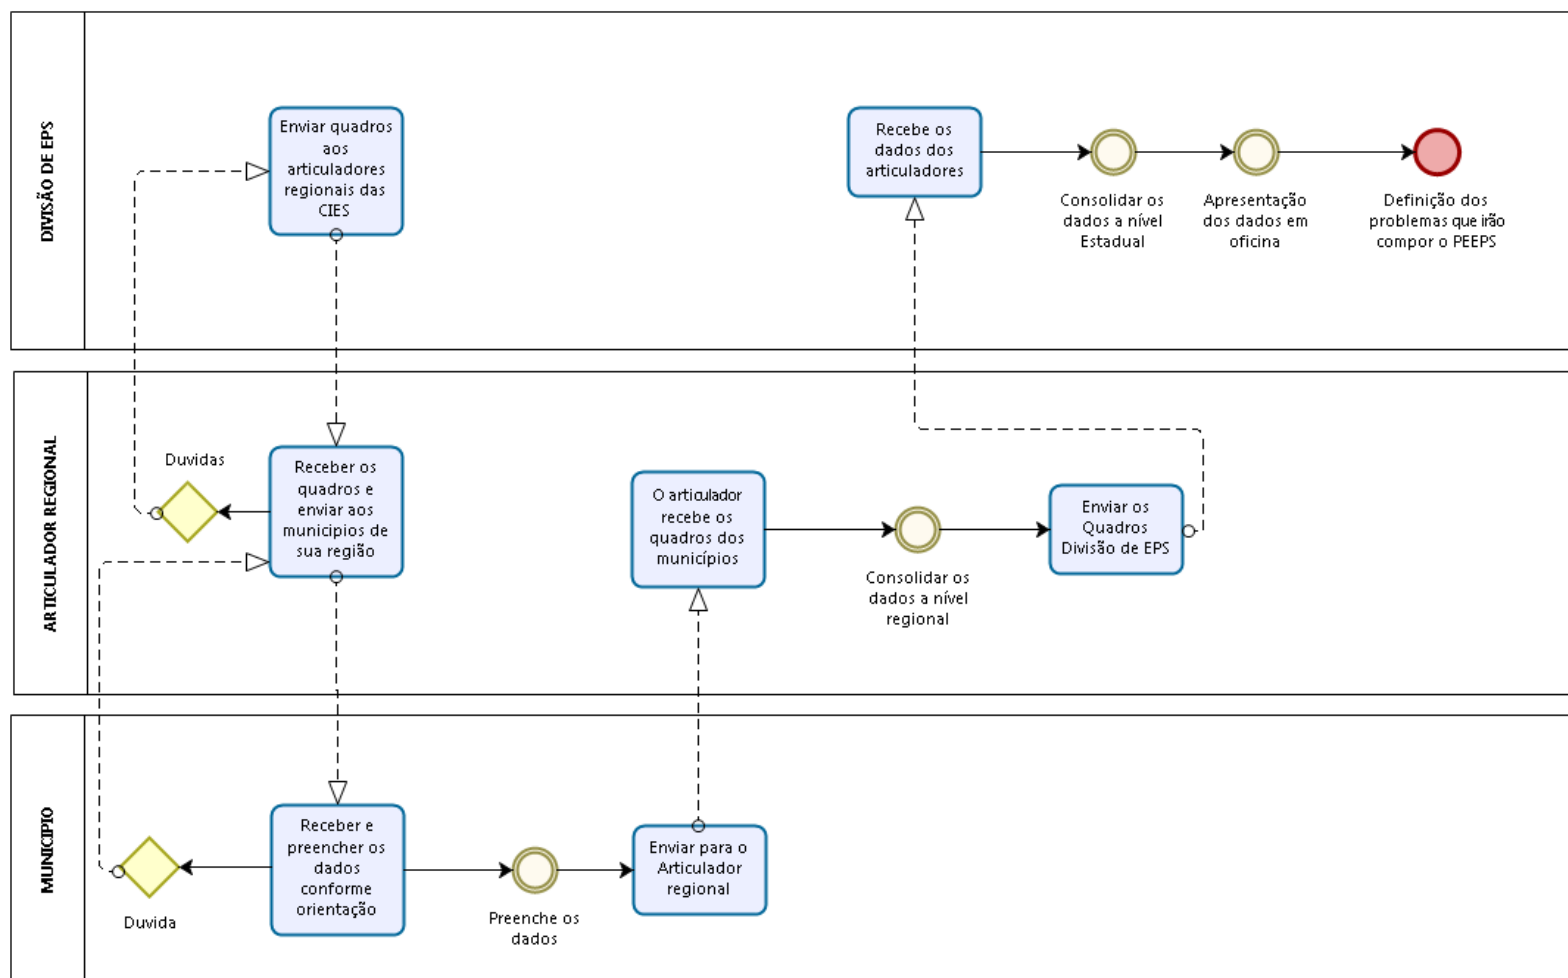 DIVISÃO DE EPS
Enviar quadros
aos
articuladores
regionais das
CIES
Recebe os
dados dos
articuladores
Consolidar os
dados a nível
Estadual
Apresentação
dos dados em
oficina
Definição dos
problemas que irão
compor o PEEPS
ARTICULADOR REGIONAL
Duvidas
Receber os
quadros e
enviar aos
municipios de
sua região
O articulador
recebe os
quadros dos
municípios
Consolidar os
dados a nível
regional
Enviar os
Quadros
Divisão de EPS
MUNICIPIO
Duvida
Receber e
preencher os
dados
conforme
orientação
Preenche os
dados
Enviar para o
Articulador
regional